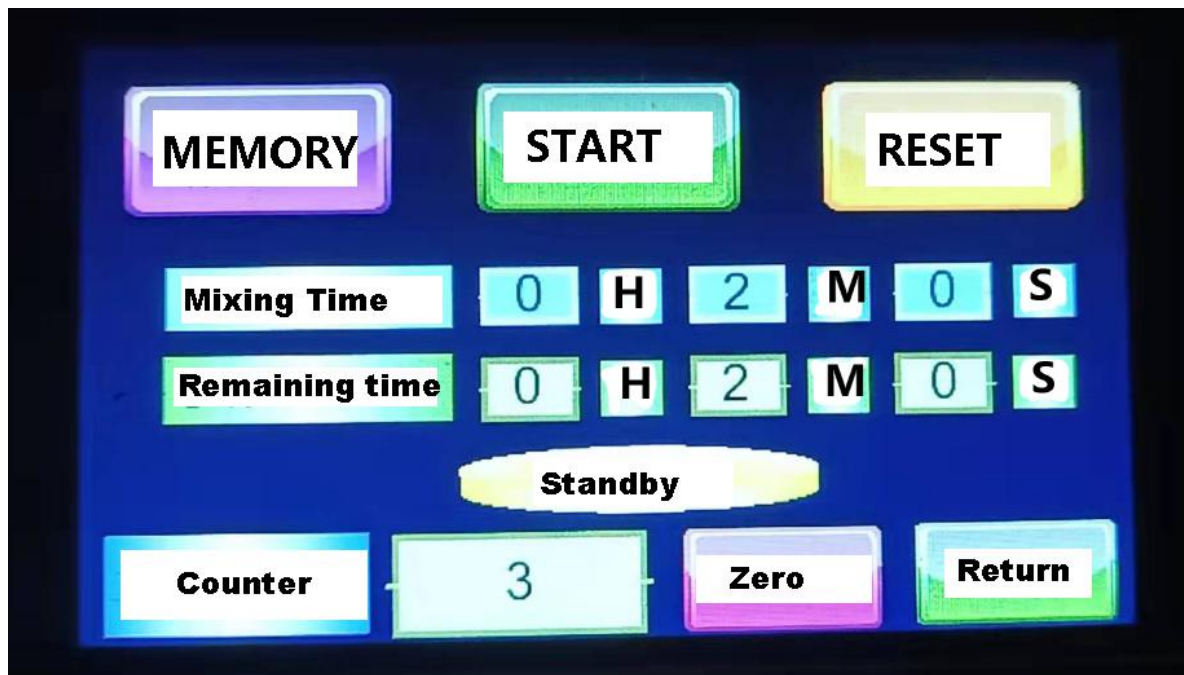 MEMORY START RESET
Mixing Time 0 H 2 M 0 S
Remaining time 0 H 2 M 0 S
Standby
Counter 3 Zero Return